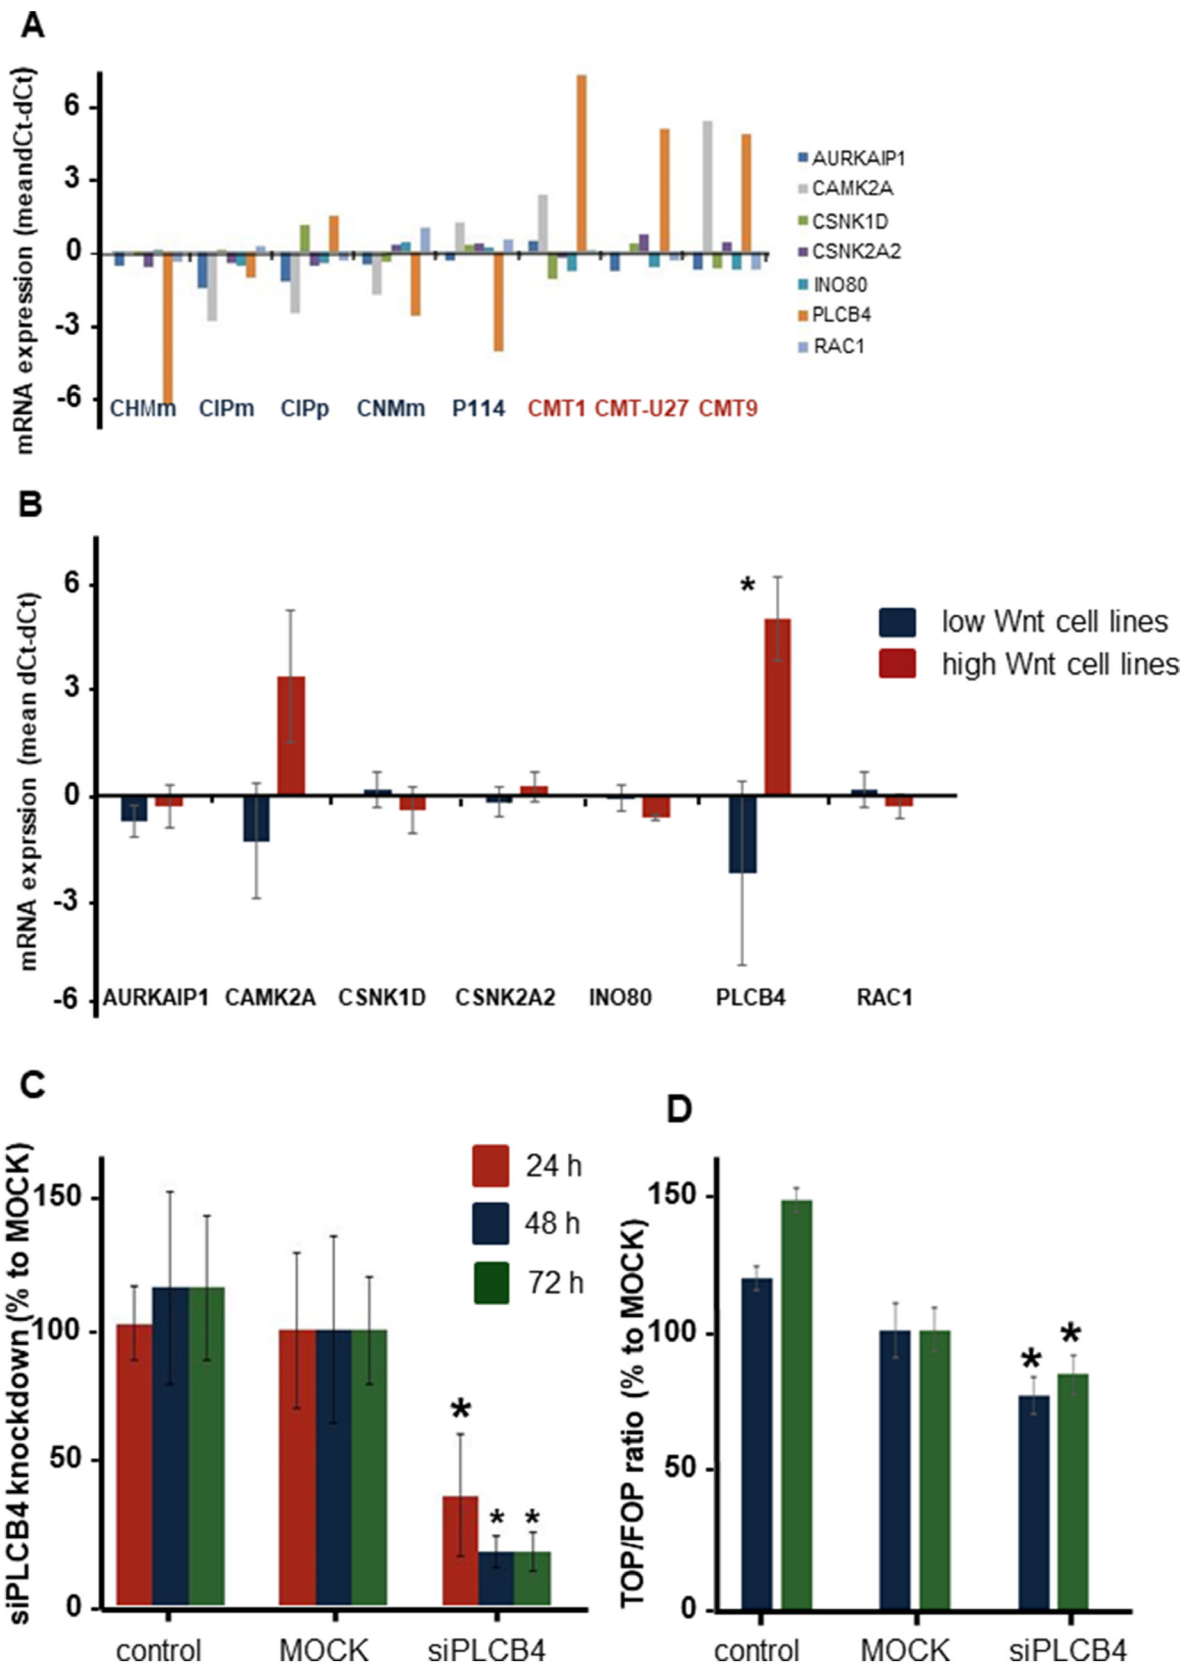 A
mRNA expression (meandCt-dCt)
6
3
0
-3
-6
CHMm CIPm CIPp CNMm P114 CMT1 CMT-U27 CMT9
AURKAIP1
CAMK2A
CSNK1D
CSNK2A2
INO80
PLCB4
RAC1
B
mRNA exprssion (mean dCt-dCt)
6
3
0
-3
-6
*
low Wnt cell lines
high Wnt cell lines
AURKAIP1 CAMK2A CSNK1D CSNK2A2 INO80 PLCB4 RAC1
C
siPLCB4 knockdown (% to MOCK)
150
100
50
0
24 h
48 h
72 h
*
* *
control MOCK siPLCB4
D
TOP/FOP ratio (% to MOCK)
150
100
50
0
* *
control MOCK siPLCB4